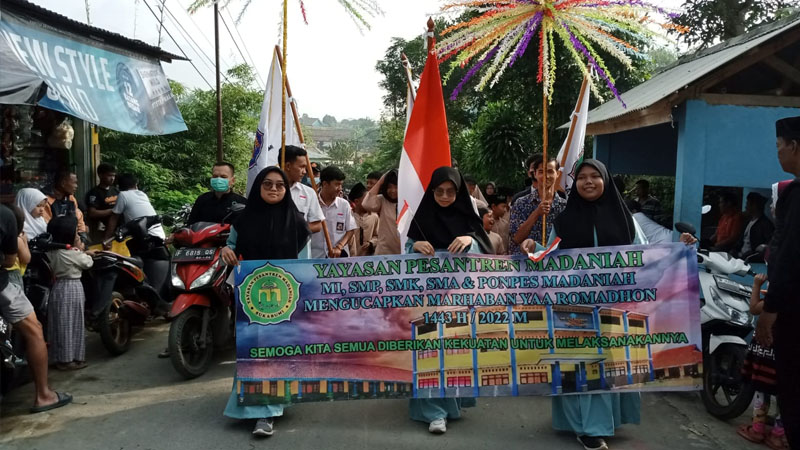 NEW STYLE
YAYASAN PESANTREN MADANIAH
MI, SMP, SMK, SMA & PONPES MADANIAH
MENGUCAPKAN MARHABAN YAA ROMADHON
1443 H / 2022 M
SEMOGA KITA SEMUA DIBERIKAN KEKUATAN UNTUK MELAKSANAKANNYA